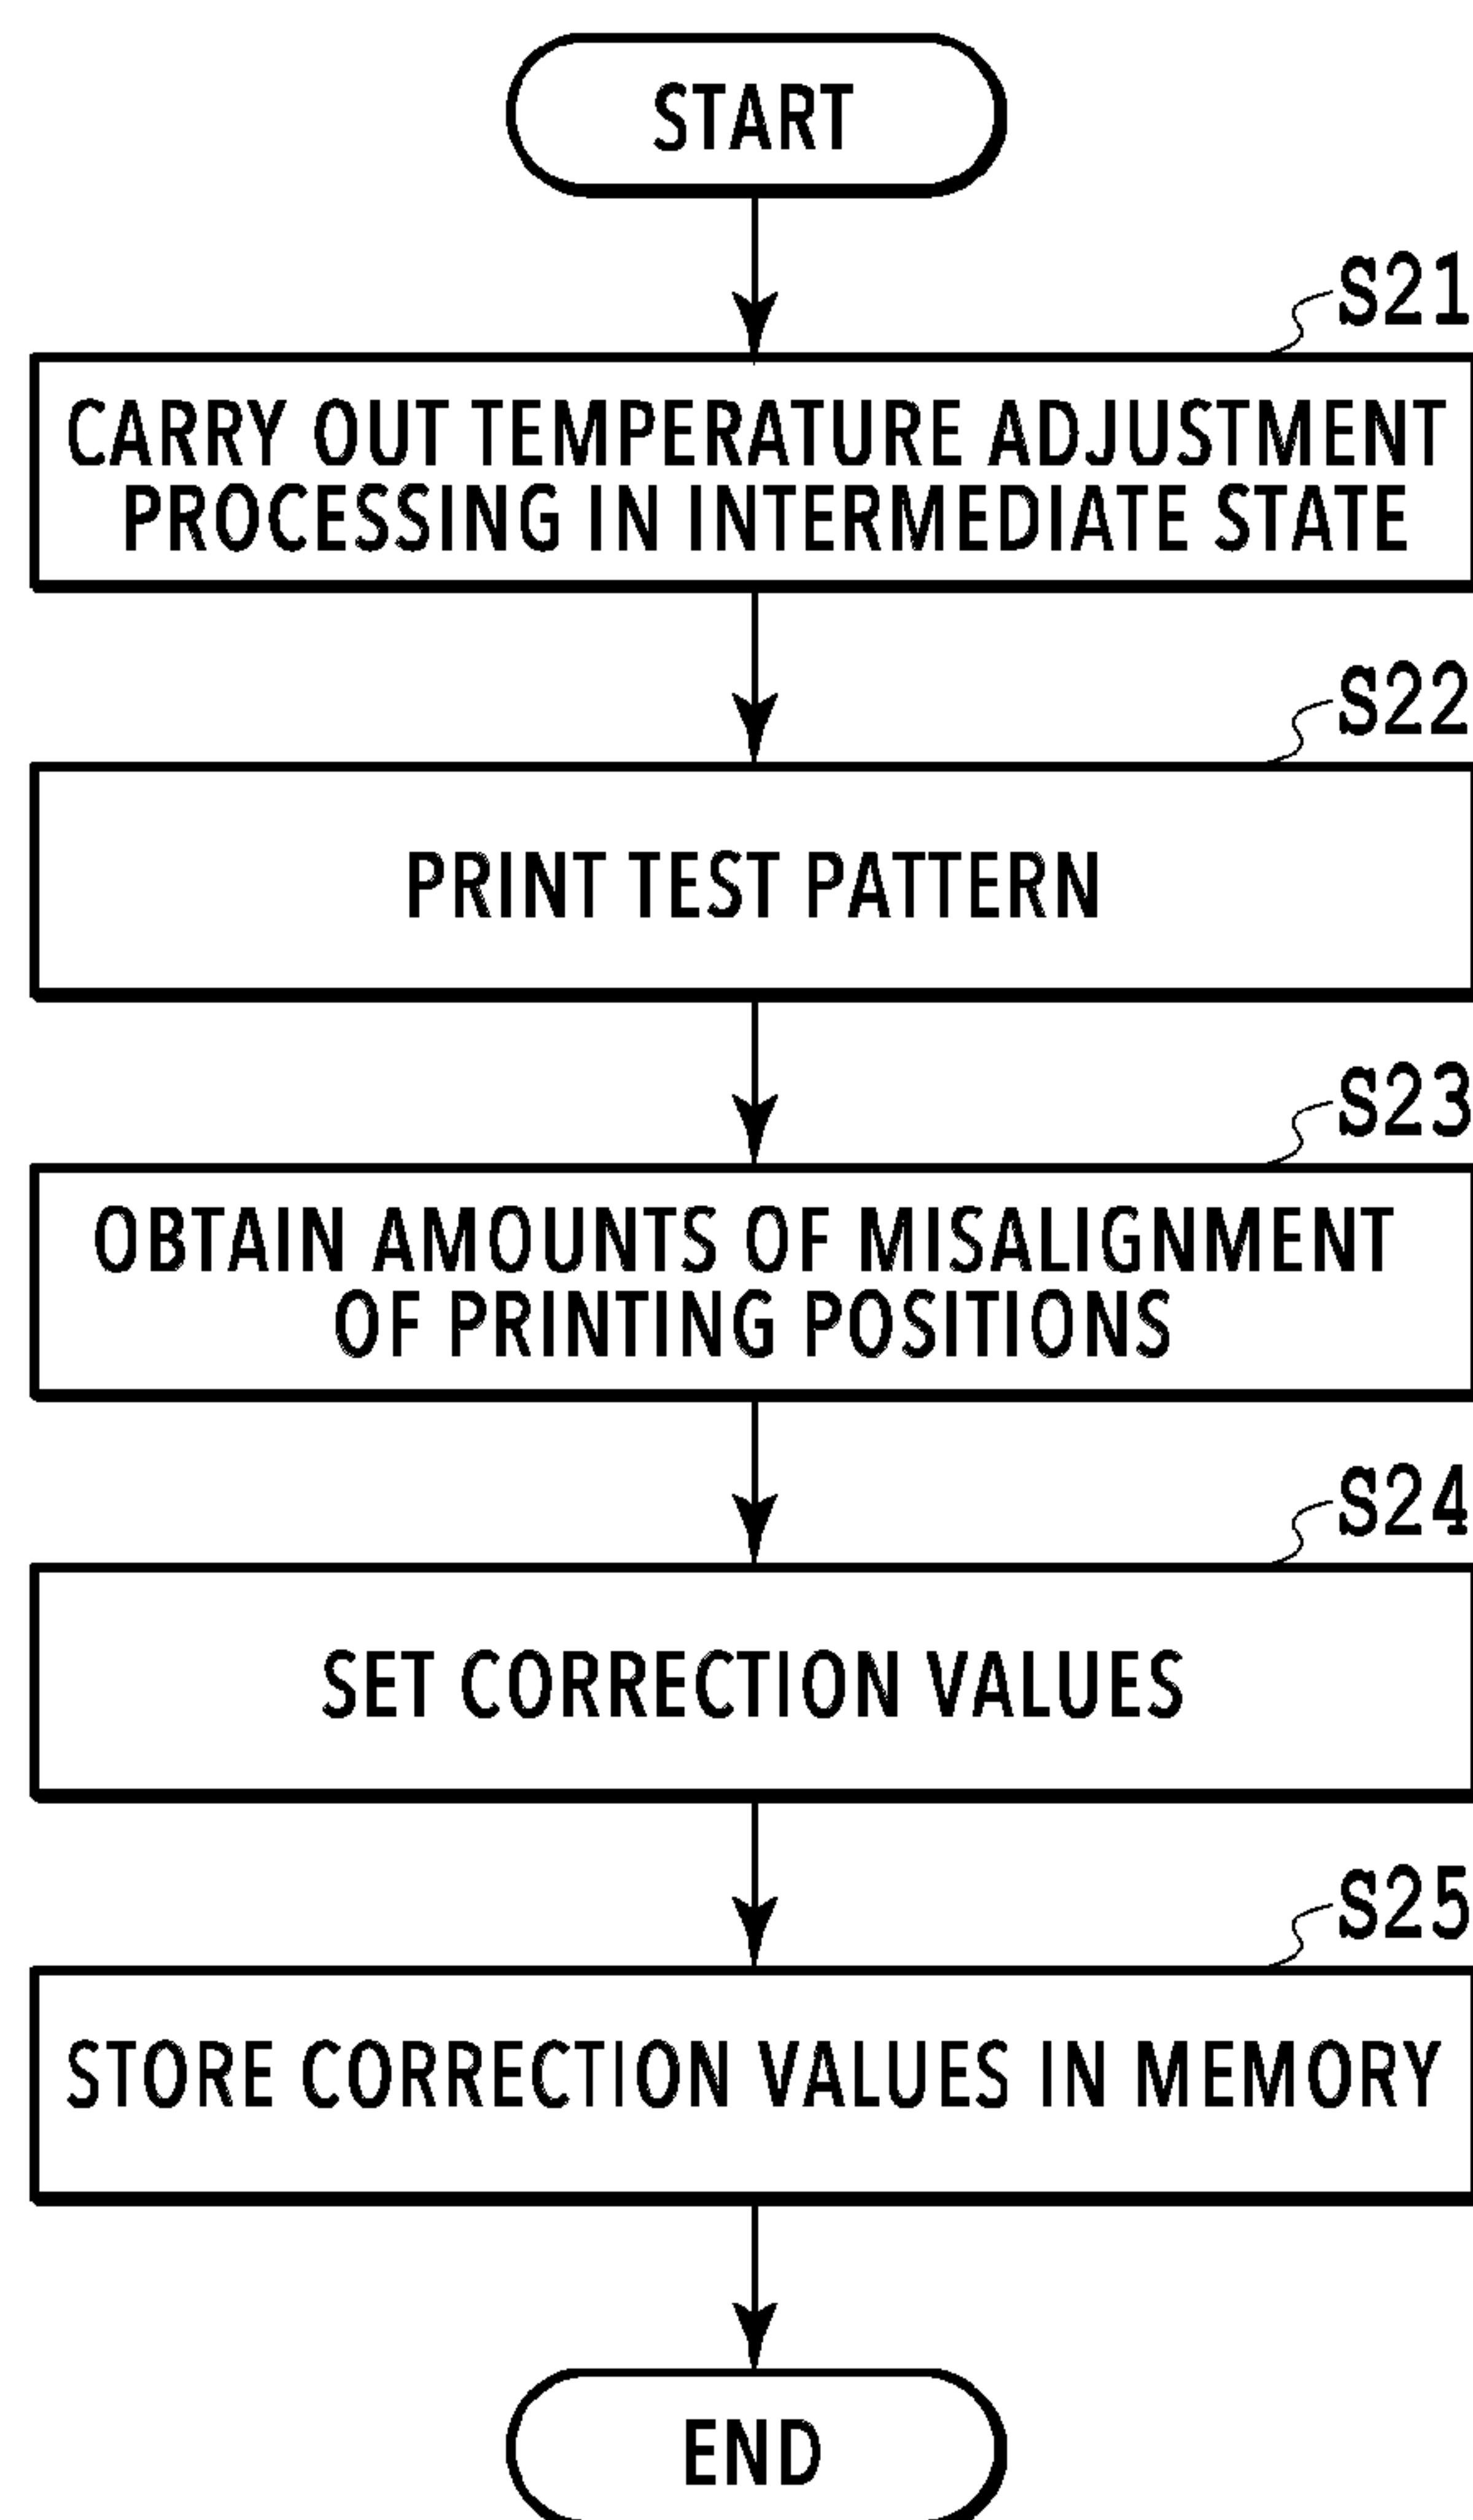 START
S21
CARRY OUT TEMPERATURE ADJUSTMENT
PROCESSING IN INTERMEDIATE STATE
S22
PRINT TEST PATTERN
S23
OBTAIN AMOUNTS OF MISALIGNMENT
OF PRINTING POSITIONS
S24
SET CORRECTION VALUES
S25
STORE CORRECTION VALUES IN MEMORY
END